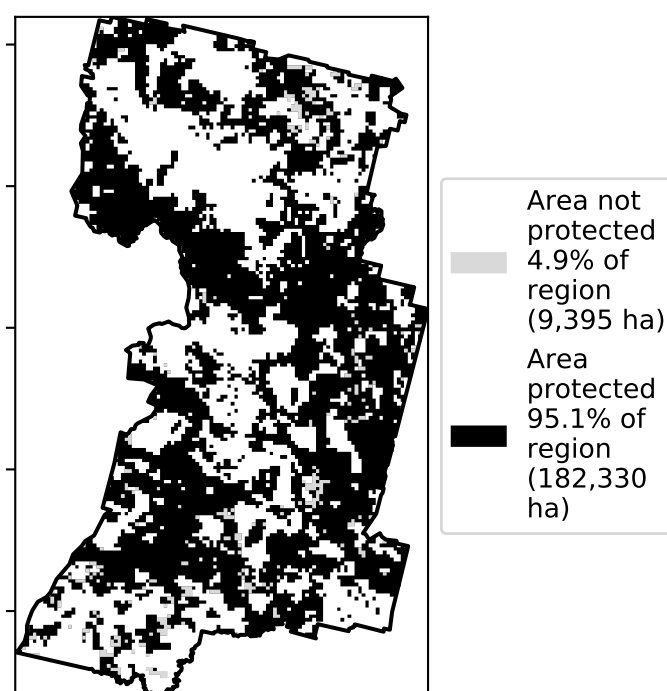 Area not
protected
4.9% of
region
(9,395 ha)
Area
protected
95.1% of
region
(182,330
ha)